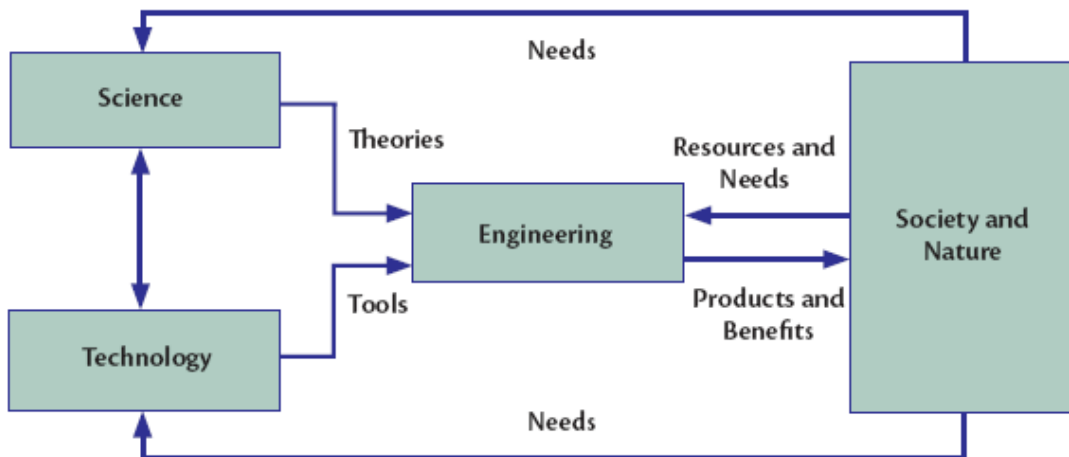 Needs
Science
Theories
Resources and
Needs
Engineering
Society and
Nature
Tools
Products and
Benefits
Technology
Needs